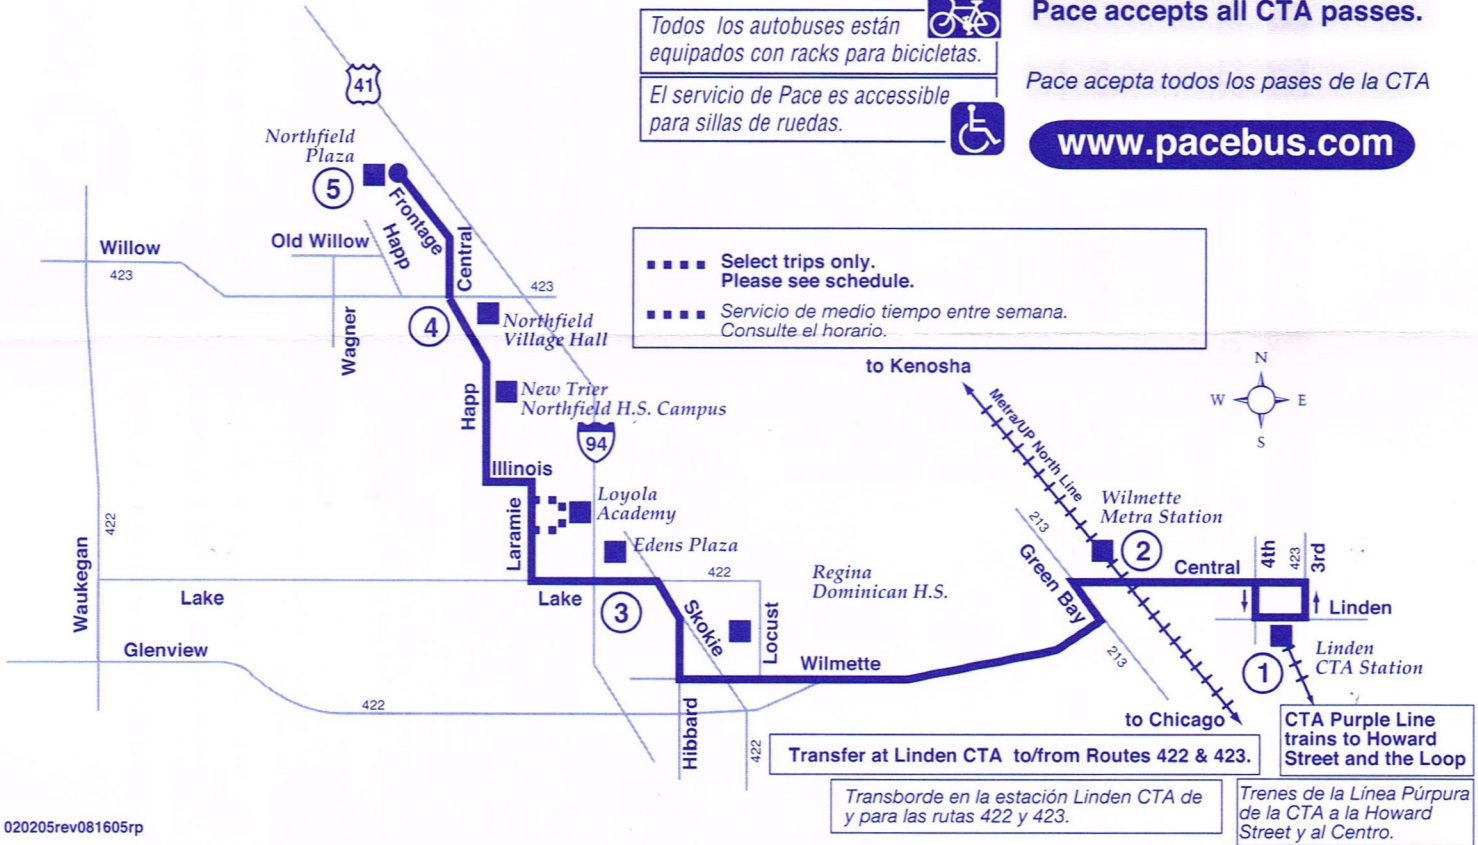 Todos los autobuses están
equipados con racks para bicicletas.
El servicio de Pace es accessible
para sillas de ruedas.
Pace accepts all CTA passes.
Pace acepta todos los pases de la CTA
www.pacebus.com
41
Northfield
Plaza
5
Frontage
Happ
Central
Old Willow
Willow
423
423
Wagner
4
Northfield
Village Hall
Select trips only.
Please see schedule.
Servicio de medio tiempo entre semana.
Consulte el horario.
Happ
New Trier
Northfield H.S. Campus
94
to Kenosha
Metra/UP North Line
N
W
E
S
Illinois
Laramie
Loyola
Academy
Edens Plaza
422
Waukegan
Lake
Lake
3
422
Skokie
Locust
Regina
Dominican H.S.
213
Green Bay
213
Wilmette
Metra Station
2
Central
4th
423
3rd
Linden
Linden
CTA Station
1
Glenview
422
Wilmette
Hibbard
422
to Chicago
CTA Purple Line
trains to Howard
Street and the Loop
Transfer at Linden CTA to/from Routes 422 & 423.
Transborde en la estación Linden CTA de
y para las rutas 422 y 423.
Trenes de la Línea Púrpura
de la CTA a la Howard
Street y al Centro.
020205rev081605rp